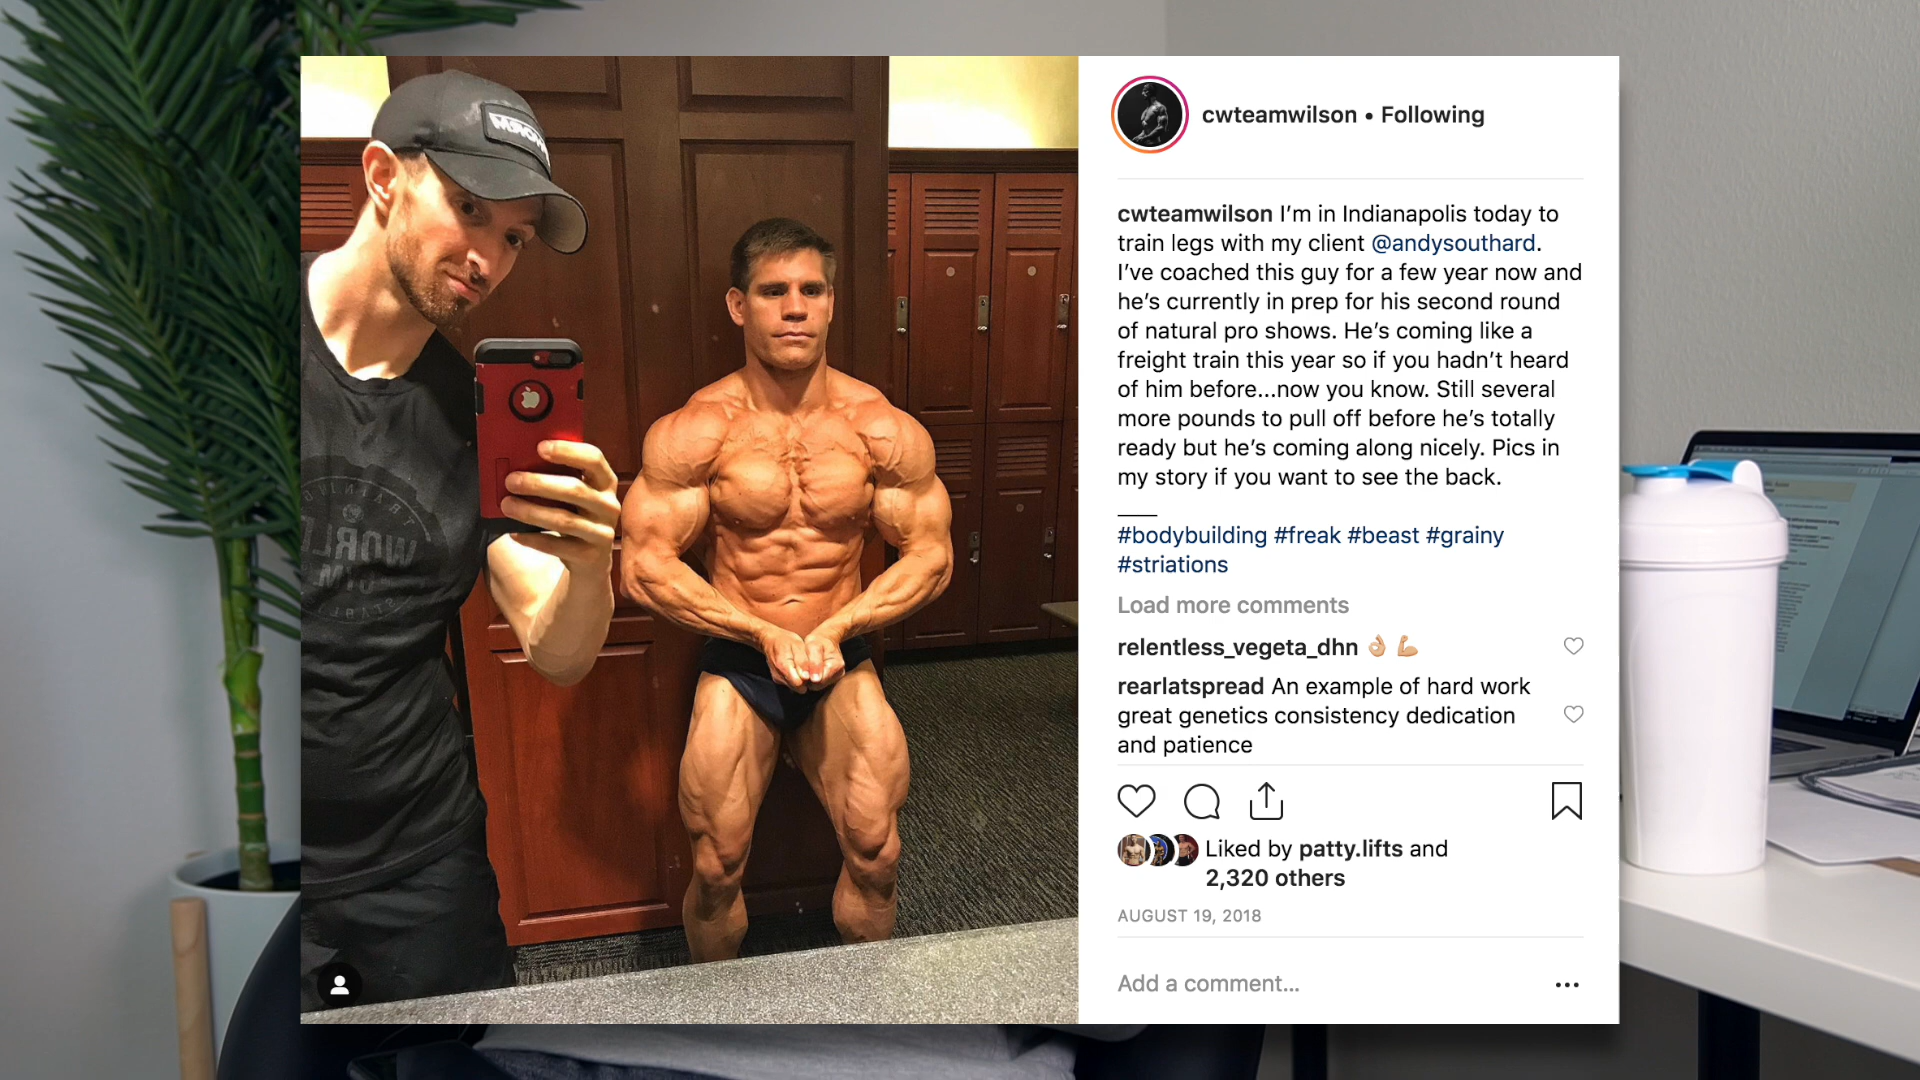 cwteamwilson • Following
cwteamwilson I'm in Indianapolis today to
train legs with my client @andysouthard.
I've coached this guy for a few year now and
he's currently in prep for his second round
of natural pro shows. He's coming like a
freight train this year so if you hadn't heard
of him before...now you know. Still several
more pounds to pull off before he's totally
ready but he's coming along nicely. Pics in
my story if you want to see the back.
___
#bodybuilding #freak #beast #grainy
#striations
Load more comments
relentless_vegeta_dhn 👌🏼 💪🏼
rearlatspread An example of hard work
great genetics consistency dedication
and patience
Liked by patty.lifts and
2,320 others
AUGUST 19, 2018
Add a comment...